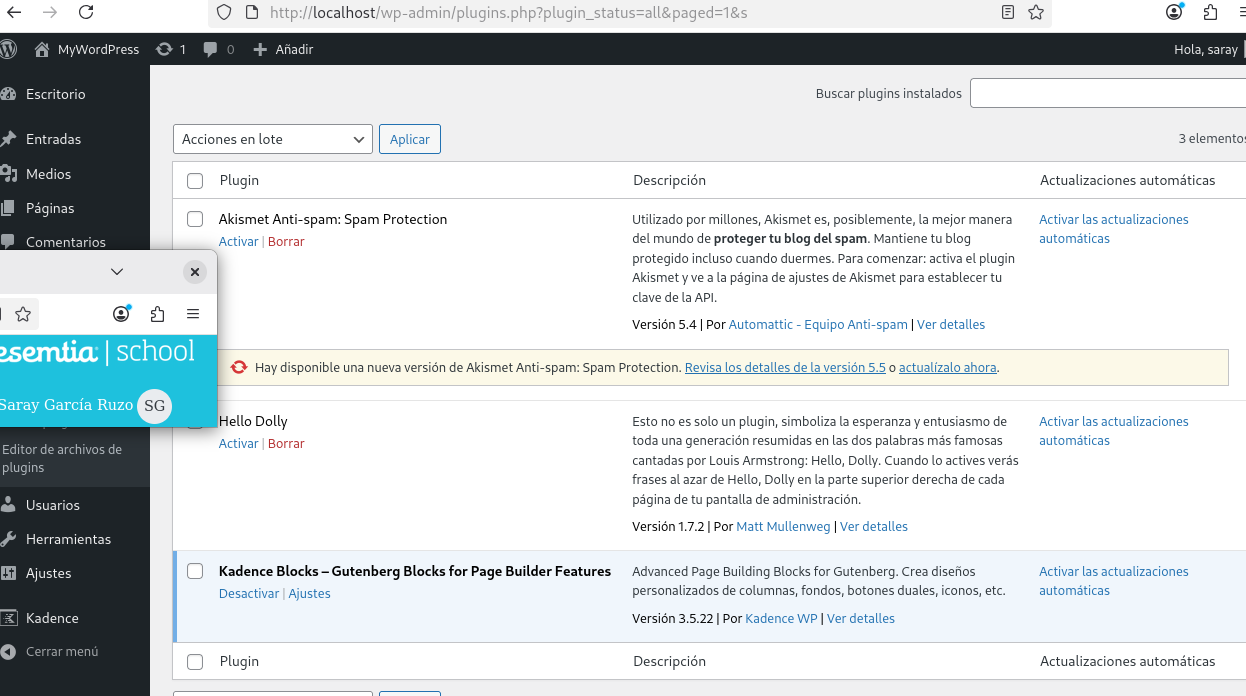 http://localhost/wp-admin/plugins.php?plugin_status=all&paged=1&s
MyWordPress 1 0 Añadir Hola, saray
Escritorio
Entradas
Medios
Páginas
Comentarios
esemtia | school
Saray García Ruzo SG
Editor de archivos de
plugins
Usuarios
Herramientas
Ajustes
Kadence
Cerrar menú
Buscar plugins instalados
Acciones en lote Aplicar 3 elementos
Plugin Descripción Actualizaciones automáticas
Akismet Anti-spam: Spam Protection
Activar | Borrar
Utilizado por millones, Akismet es, posiblemente, la mejor manera
del mundo de proteger tu blog del spam. Mantiene tu blog
protegido incluso cuando duermes. Para comenzar: activa el plugin
Akismet y ve a la página de ajustes de Akismet para establecer tu
clave de la API.
Versión 5.4 | Por Automattic - Equipo Anti-spam | Ver detalles
Activar las actualizaciones
automáticas
Hay disponible una nueva versión de Akismet Anti-spam: Spam Protection. Revisa los detalles de la versión 5.5 o actualízalo ahora.
Hello Dolly
Activar | Borrar
Esto no es solo un plugin, simboliza la esperanza y entusiasmo de
toda una generación resumidas en las dos palabras más famosas
cantadas por Louis Armstrong: Hello, Dolly. Cuando lo actives verás
frases al azar de Hello, Dolly en la parte superior derecha de cada
página de tu pantalla de administración.
Versión 1.7.2 | Por Matt Mullenweg | Ver detalles
Activar las actualizaciones
automáticas
Kadence Blocks – Gutenberg Blocks for Page Builder Features
Desactivar | Ajustes
Advanced Page Building Blocks for Gutenberg. Crea diseños
personalizados de columnas, fondos, botones duales, iconos, etc.
Versión 3.5.22 | Por Kadence WP | Ver detalles
Activar las actualizaciones
automáticas
Plugin Descripción Actualizaciones automáticas